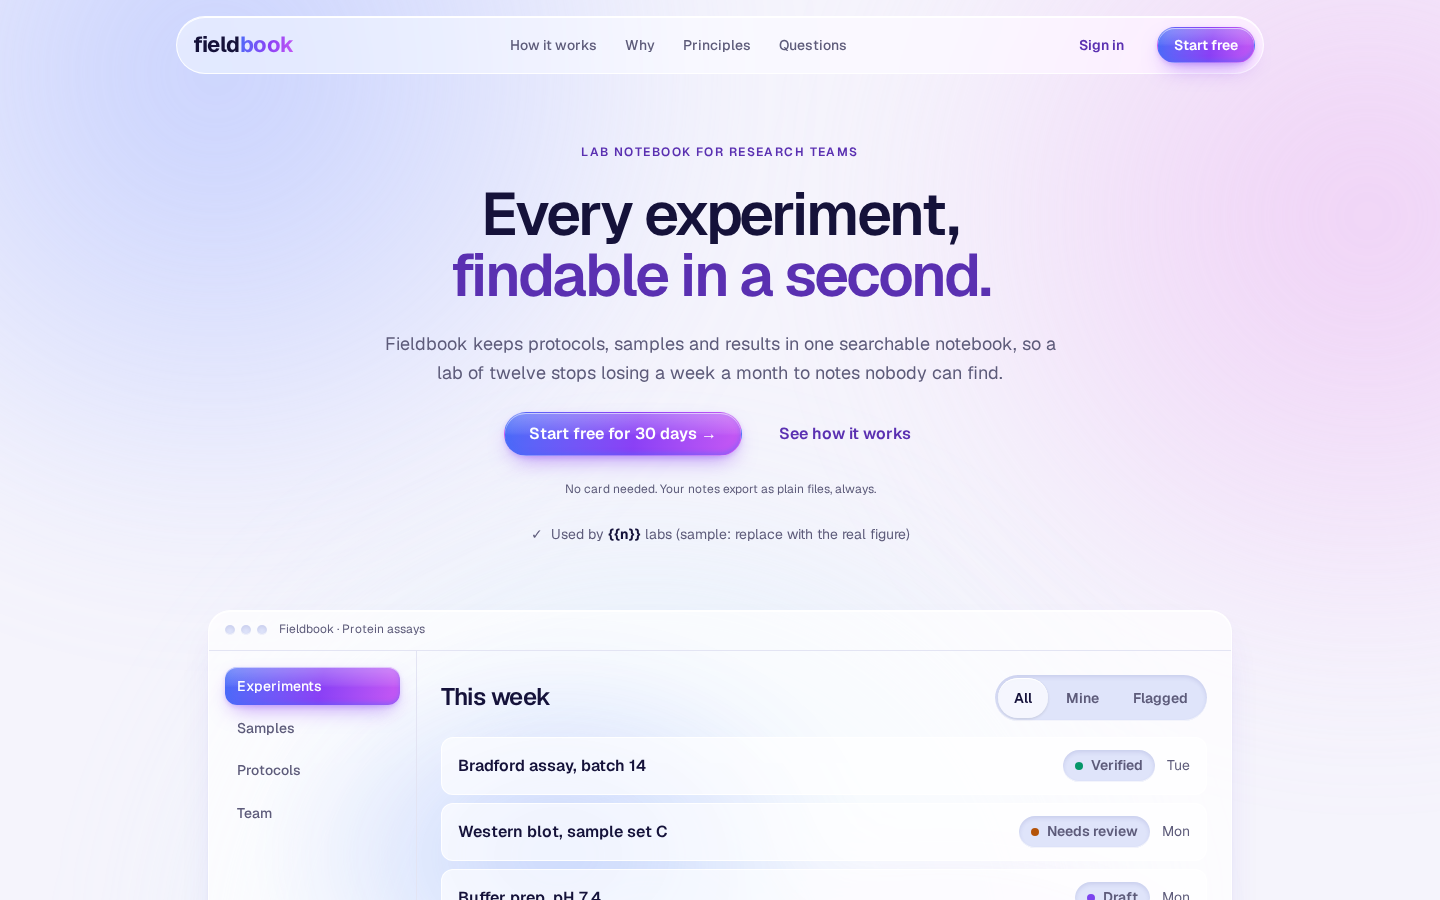 fieldbook
How it works
Why
Principles
Questions
Sign in
Start free
LAB NOTEBOOK FOR RESEARCH TEAMS
Every experiment,
findable in a second.
Fieldbook keeps protocols, samples and results in one searchable notebook, so a
lab of twelve stops losing a week a month to notes nobody can find.
Start free for 30 days →
See how it works
No card needed. Your notes export as plain files, always.
✓ Used by {{n}} labs (sample: replace with the real figure)
Fieldbook · Protein assays
Experiments
Samples
Protocols
Team
This week
All
Mine
Flagged
Bradford assay, batch 14
Verified
Tue
Western blot, sample set C
Needs review
Mon
Buffer prep, pH 7.4
Draft
Mon